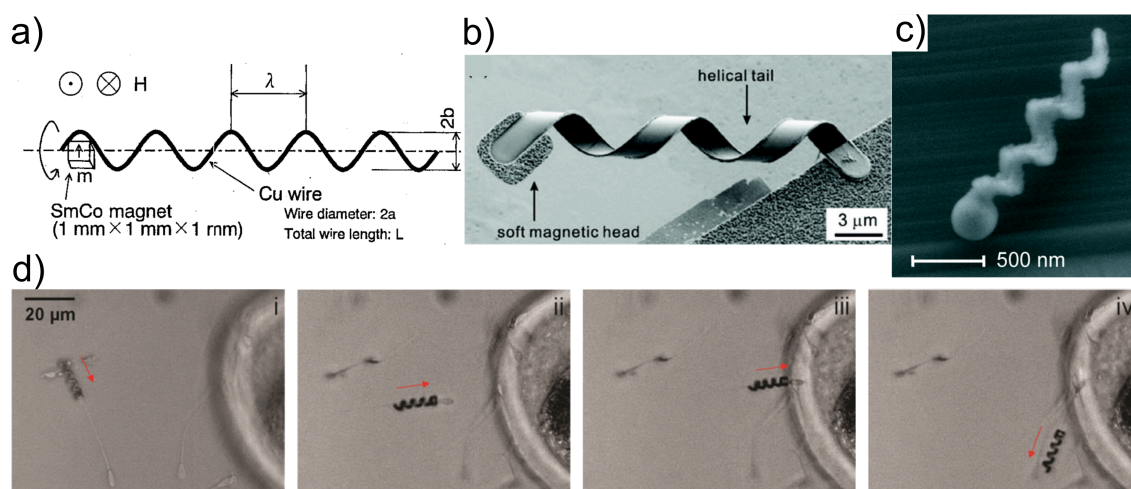 a)
H
λ
2b
m
Cu wire
SmCo magnet
(1 mm×1 mm×1 mm)
Wire diameter: 2a
Total wire length: L
b)
helical tail
soft magnetic head
3 μm
c)
500 nm
d)
20 μm
i
ii
iii
iv